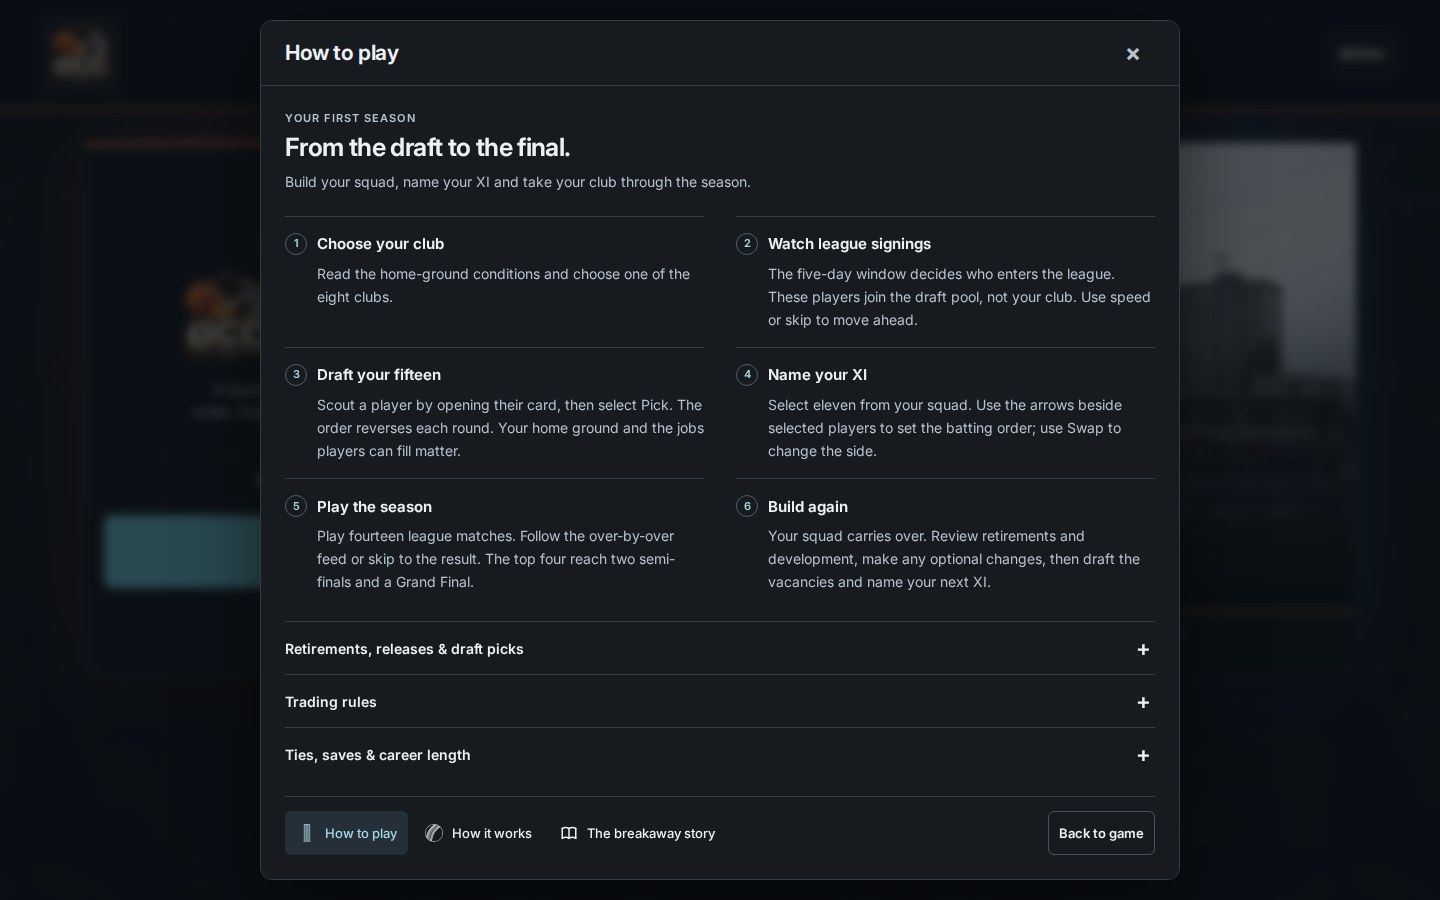 How to play
YOUR FIRST SEASON
From the draft to the final.
Build your squad, name your XI and take your club through the season.
1 Choose your club
Read the home-ground conditions and choose one of the
eight clubs.
2 Watch league signings
The five-day window decides who enters the league.
These players join the draft pool, not your club. Use speed
or skip to move ahead.
3 Draft your fifteen
Scout a player by opening their card, then select Pick. The
order reverses each round. Your home ground and the jobs
players can fill matter.
4 Name your XI
Select eleven from your squad. Use the arrows beside
selected players to set the batting order; use Swap to
change the side.
5 Play the season
Play fourteen league matches. Follow the over-by-over
feed or skip to the result. The top four reach two semi-
finals and a Grand Final.
6 Build again
Your squad carries over. Review retirements and
development, make any optional changes, then draft the
vacancies and name your next XI.
Retirements, releases & draft picks
Trading rules
Ties, saves & career length
How to play
How it works
The breakaway story
Back to game